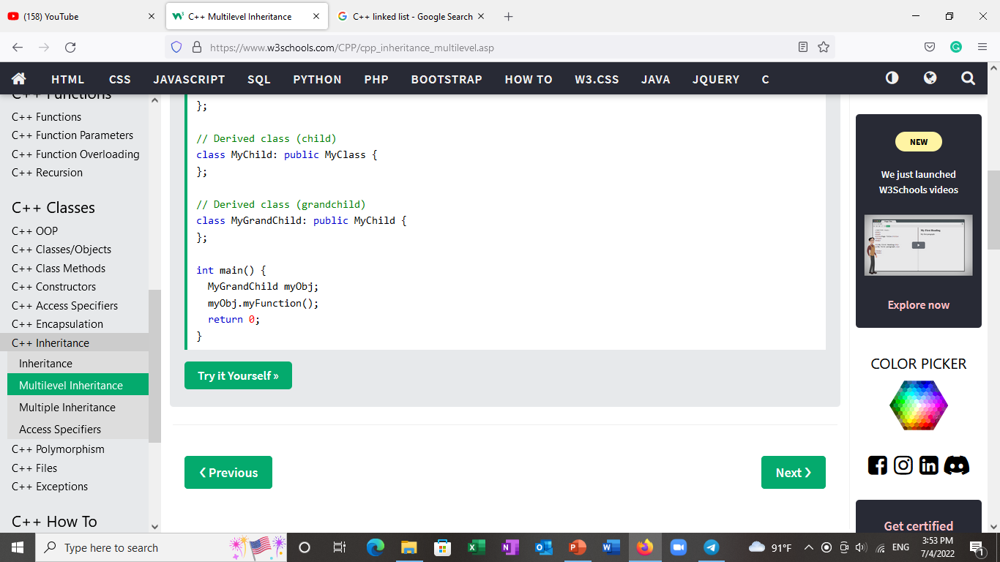 (158) YouTube
C++ Multilevel Inheritance
C++ linked list - Google Search
https://www.w3schools.com/CPP/cpp_inheritance_multilevel.asp
HTML CSS JAVASCRIPT SQL PYTHON PHP BOOTSTRAP HOW TO W3.CSS JAVA JQUERY C
C++ Functions
C++ Functions
C++ Function Parameters
C++ Function Overloading
C++ Recursion
C++ Classes
C++ OOP
C++ Classes/Objects
C++ Class Methods
C++ Constructors
C++ Access Specifiers
C++ Encapsulation
C++ Inheritance
Inheritance
Multilevel Inheritance
Multiple Inheritance
Access Specifiers
C++ Polymorphism
C++ Files
C++ Exceptions
C++ How To
};
// Derived class (child)
class MyChild: public MyClass {
};
// Derived class (grandchild)
class MyGrandChild: public MyChild {
};
int main() {
  MyGrandChild myObj;
  myObj.myFunction();
  return 0;
}
Try it Yourself »
❮ Previous
Next ❯
NEW
We just launched
W3Schools videos
Explore now
COLOR PICKER
Get certified
Type here to search
91°F
ENG
3:53 PM
7/4/2022
1